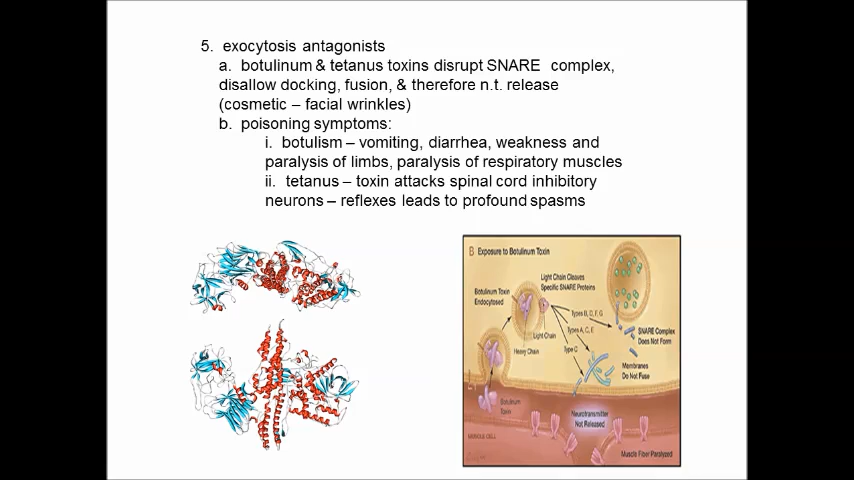 5. exocytosis antagonists
a. botulinum & tetanus toxins disrupt SNARE complex,
disallow docking, fusion, & therefore n.t. release
(cosmetic – facial wrinkles)
b. poisoning symptoms:
i. botulism – vomiting, diarrhea, weakness and
paralysis of limbs, paralysis of respiratory muscles
ii. tetanus – toxin attacks spinal cord inhibitory
neurons – reflexes leads to profound spasms
B Exposure to Botulinum Toxin
Light Chain Cleaves
Specific SNARE Proteins
Botulinum Toxin
Endocytosed
Types B, D, F, G
Types A, C, E
Type C
Light Chain
Heavy Chain
SNARE Complex
Does Not Form
Membranes
Do Not Fuse
Botulinum
Toxin
Neurotransmitter
Not Released
MUSCLE CELL
Muscle Fiber Paralyzed